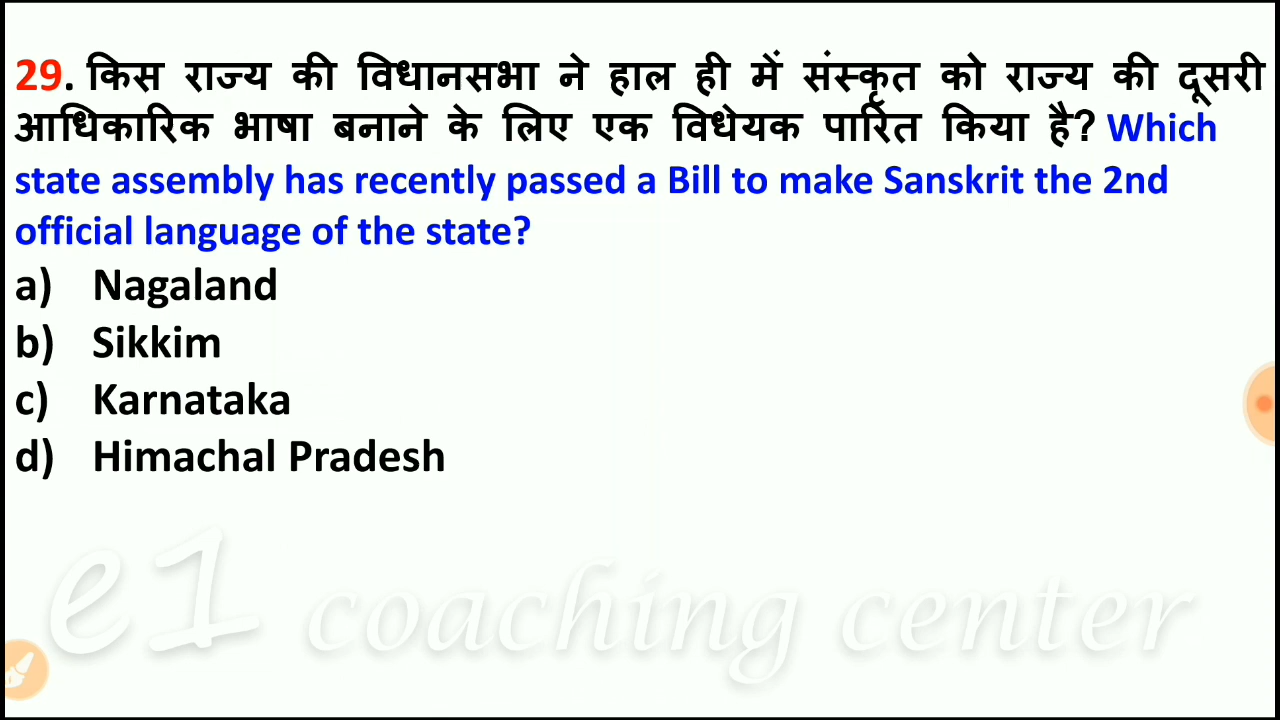 29. किस राज्य की विधानसभा ने हाल ही में संस्कृत को राज्य की दूसरी
आधिकारिक भाषा बनाने के लिए एक विधेयक पारित किया है? Which
state assembly has recently passed a Bill to make Sanskrit the 2nd
official language of the state?
a) Nagaland
b) Sikkim
c) Karnataka
d) Himachal Pradesh
e1 coaching center